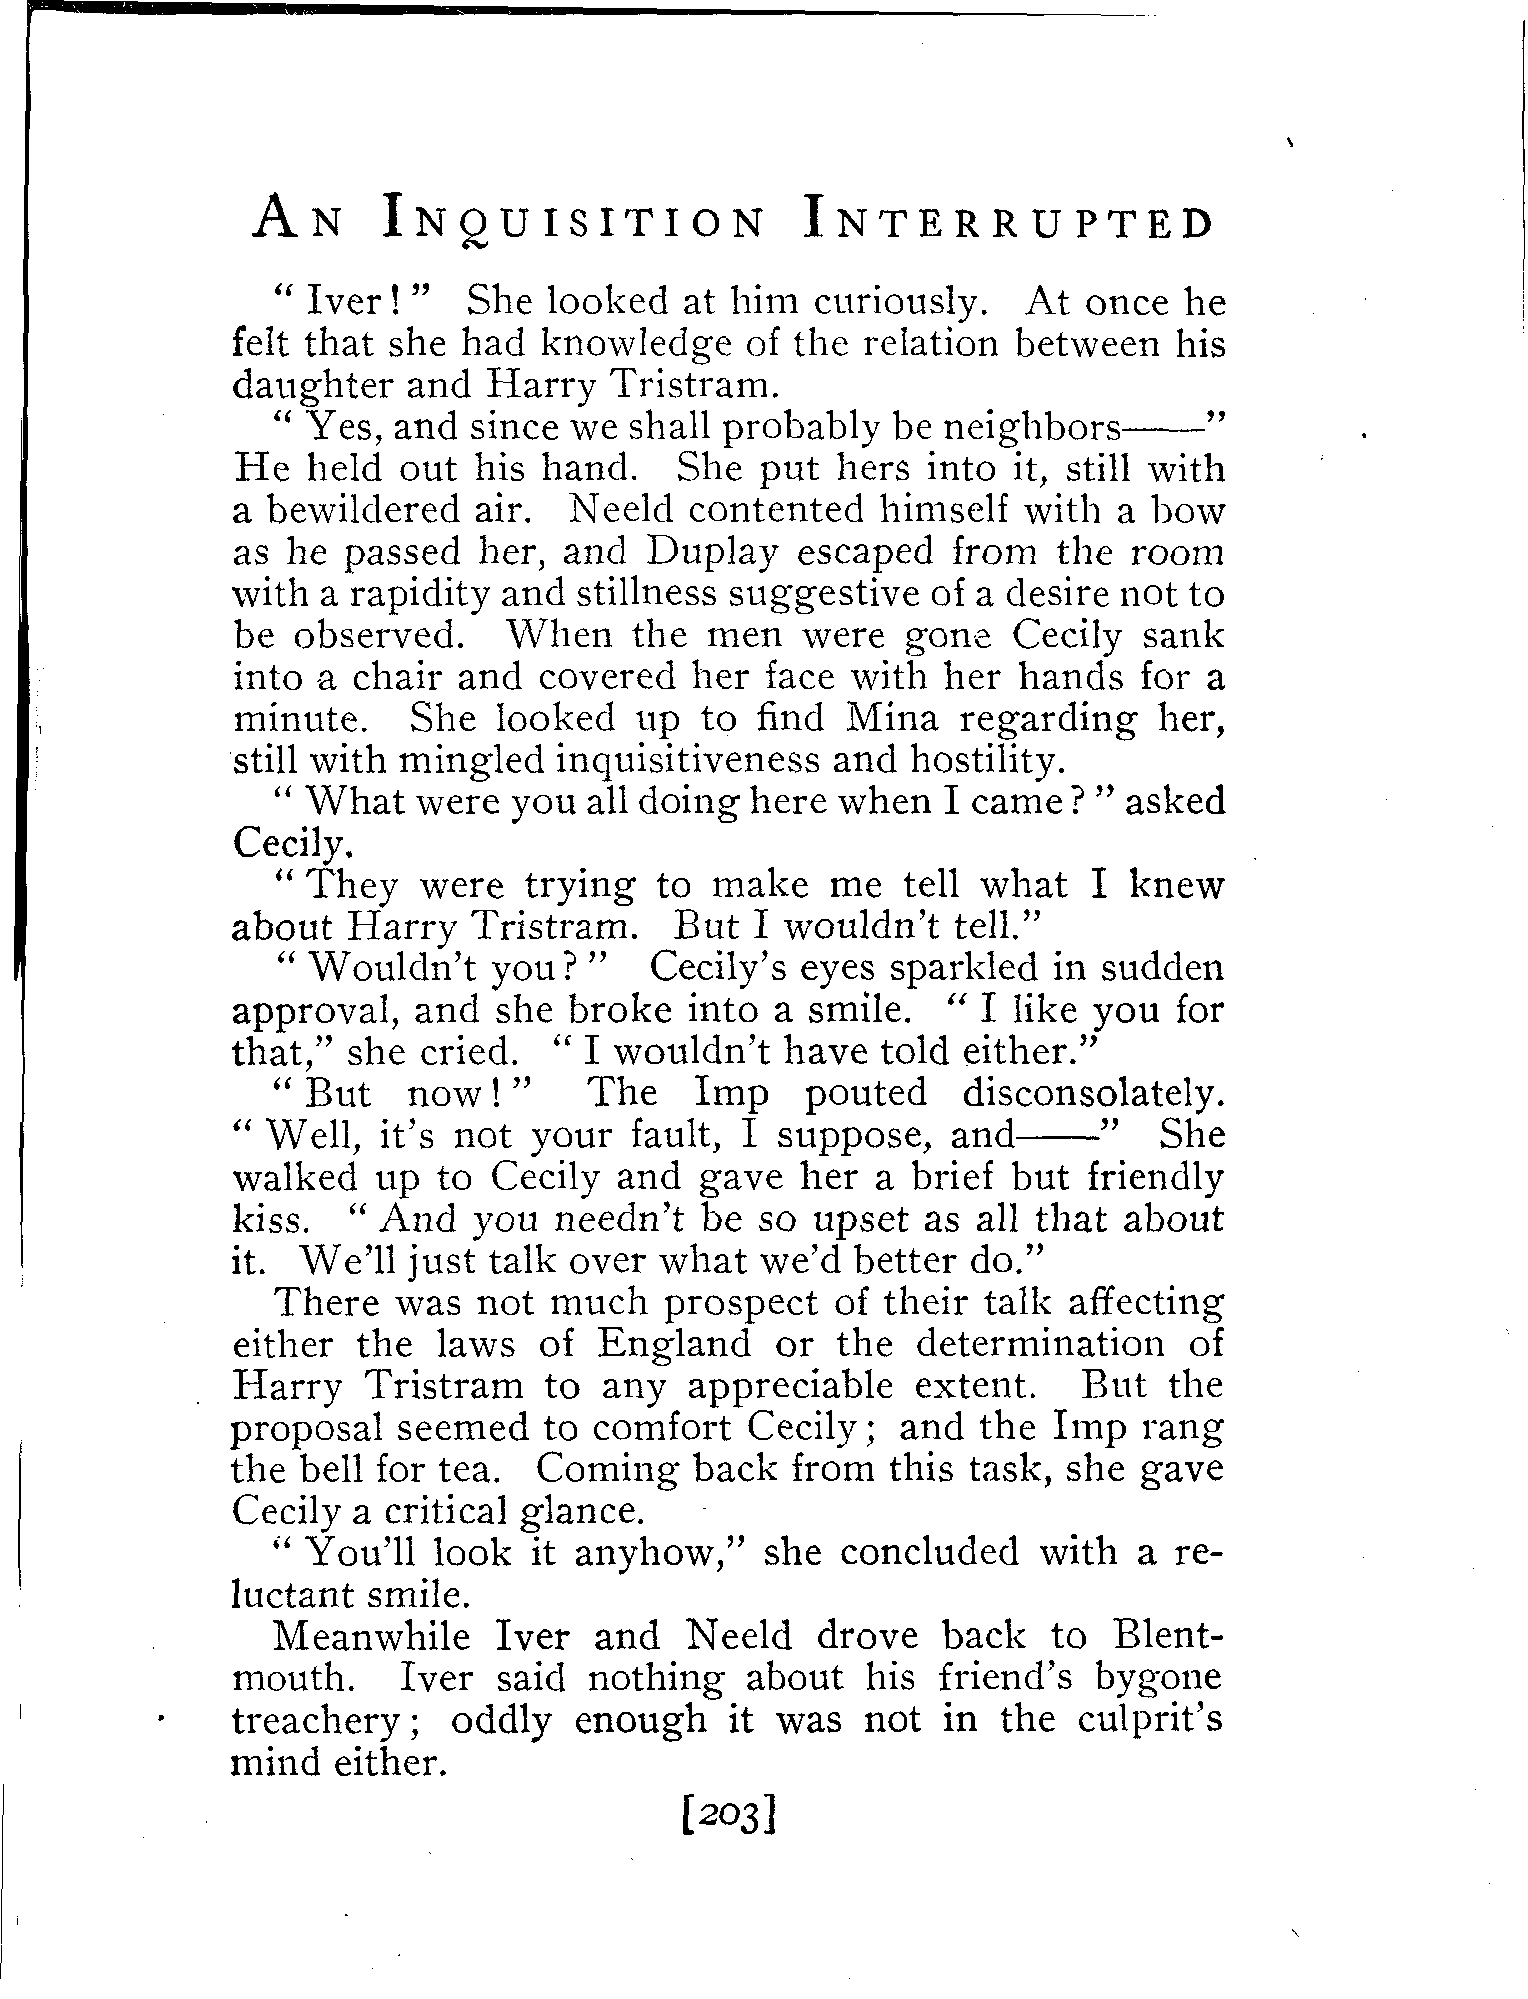 An Inquisition Interrupted
“ Iver! ” She looked at him curiously. At once he
felt that she had knowledge of the relation between his
daughter and Harry Tristram.
“ Yes, and since we shall probably be neighbors——”
He held out his hand. She put hers into it, still with
a bewildered air. Neeld contented himself with a bow
as he passed her, and Duplay escaped from the room
with a rapidity and stillness suggestive of a desire not to
be observed. When the men were gone Cecily sank
into a chair and covered her face with her hands for a
minute. She looked up to find Mina regarding her,
still with mingled inquisitiveness and hostility.
“ What were you all doing here when I came? ” asked
Cecily.
“ They were trying to make me tell what I knew
about Harry Tristram. But I wouldn't tell.”
“ Wouldn't you? ” Cecily's eyes sparkled in sudden
approval, and she broke into a smile. “ I like you for
that,” she cried. “ I wouldn't have told either.”
“ But now! ” The Imp pouted disconsolately.
“ Well, it's not your fault, I suppose, and——” She
walked up to Cecily and gave her a brief but friendly
kiss. “ And you needn't be so upset as all that about
it. We'll just talk over what we'd better do.”
There was not much prospect of their talk affecting
either the laws of England or the determination of
Harry Tristram to any appreciable extent. But the
proposal seemed to comfort Cecily; and the Imp rang
the bell for tea. Coming back from this task, she gave
Cecily a critical glance.
“ You'll look it anyhow,” she concluded with a re-
luctant smile.
Meanwhile Iver and Neeld drove back to Blent-
mouth. Iver said nothing about his friend's bygone
treachery; oddly enough it was not in the culprit's
mind either.
[203]